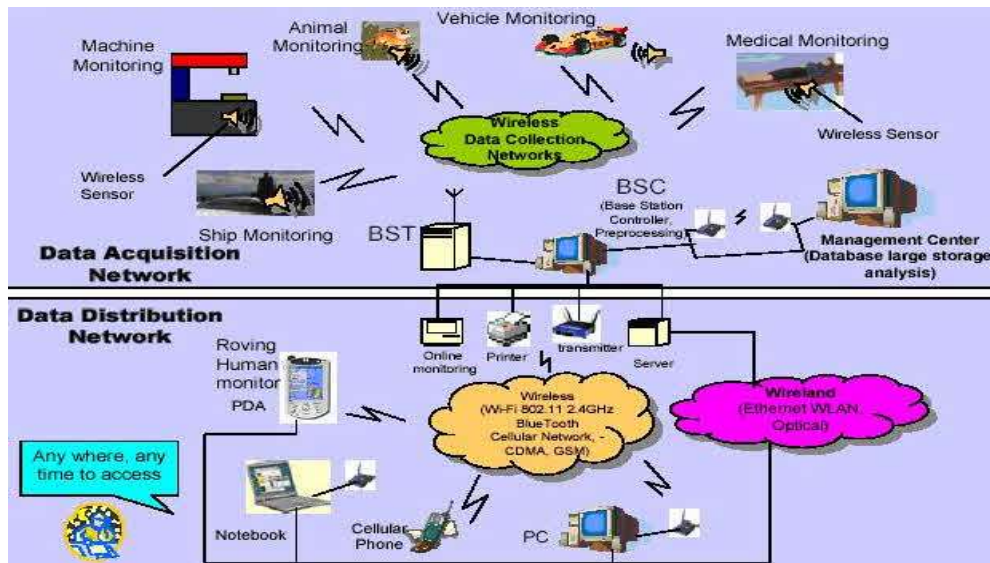 Machine
Monitoring
Animal
Monitoring
Vehicle Monitoring
Medical Monitoring
Wireless
Data Collection
Networks
Wireless Sensor
Wireless
Sensor
Ship Monitoring
BST
BSC
(Base Station
Controller,
Preprocessing)
Management Center
(Database large storage
analysis)
Data Acquisition
Network
Data Distribution
Network
Online
monitoring
Printer
transmitter
Server
Roving
Human
monitor
PDA
Wireless
(Wi-Fi 802.11 2.4GHz
BlueTooth
Cellular Network, -
CDMA, GSM)
Wireland
(Ethernet WLAN,
Optical)
Any where, any
time to access
Notebook
Cellular
Phone
PC